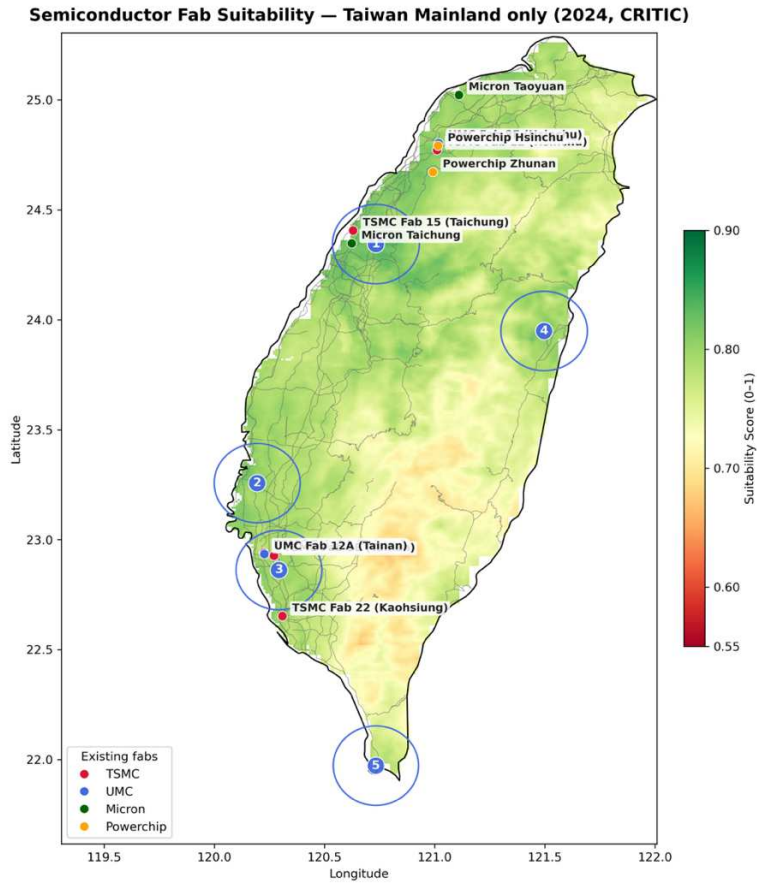 Semiconductor Fab Suitability — Taiwan Mainland only (2024, CRITIC)
Micron Taoyuan
Powerchip Hsinchu
Powerchip Zhunan
TSMC Fab 15 (Taichung)
Micron Taichung
1
4
2
UMC Fab 12A (Tainan)
3
TSMC Fab 22 (Kaohsiung)
5
25.0
24.5
24.0
23.5
23.0
22.5
22.0
Latitude
119.5
120.0
120.5
121.0
121.5
122.0
Longitude
Existing fabs
TSMC
UMC
Micron
Powerchip
0.90
0.80
0.70
0.60
0.55
Suitability Score (0–1)